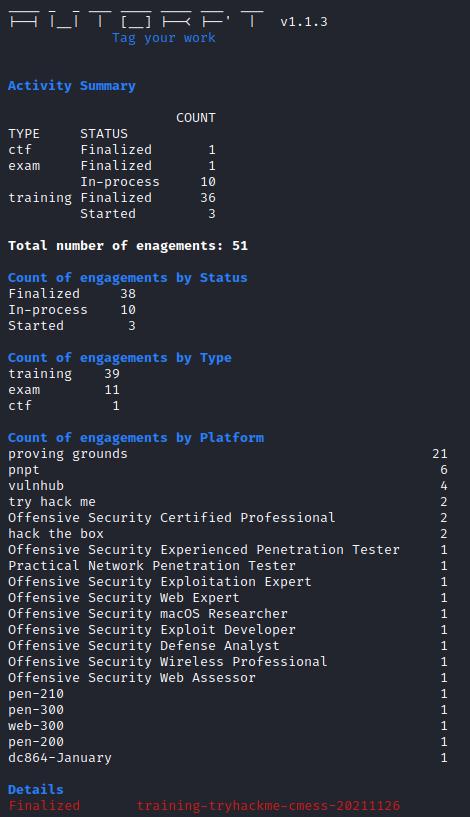 v1.1.3
Tag your work
Activity Summary
COUNT
TYPE STATUS
ctf Finalized 1
exam Finalized 1
In-process 10
training Finalized 36
Started 3
Total number of enagements: 51
Count of engagements by Status
Finalized 38
In-process 10
Started 3
Count of engagements by Type
training 39
exam 11
ctf 1
Count of engagements by Platform
proving grounds 21
pnpt 6
vulnhub 4
try hack me 2
Offensive Security Certified Professional 2
hack the box 2
Offensive Security Experienced Penetration Tester 1
Practical Network Penetration Tester 1
Offensive Security Exploitation Expert 1
Offensive Security Web Expert 1
Offensive Security macOS Researcher 1
Offensive Security Exploit Developer 1
Offensive Security Defense Analyst 1
Offensive Security Wireless Professional 1
Offensive Security Web Assessor 1
pen-210 1
pen-300 1
web-300 1
pen-200 1
dc864-January 1
Details
Finalized training-tryhackme-cmess-20211126